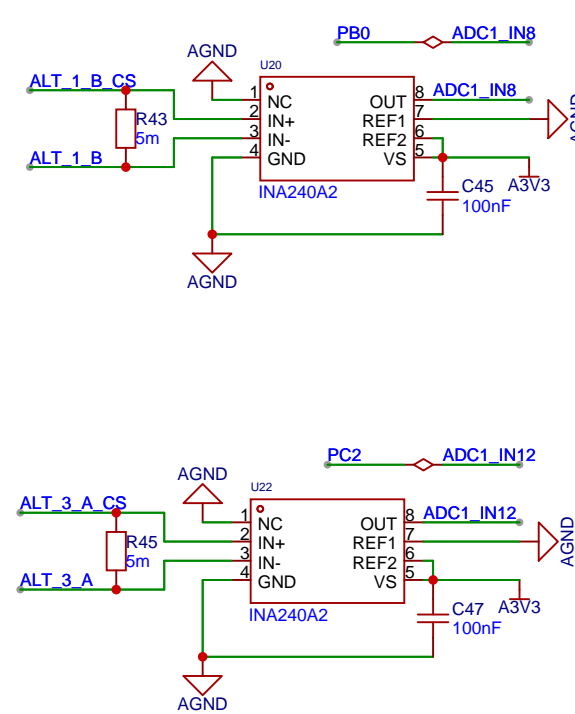 PB0
ADC1_IN8
AGND
U20
ALT_1_B_CS
1
NC
OUT
8
ADC1_IN8
2
IN+
REF1
7
AGND
R43
3
IN-
REF2
6
5m
4
GND
VS
5
ALT_1_B
INA240A2
C45
A3V3
100nF
AGND
PC2
ADC1_IN12
AGND
U22
ALT_3_A_CS
1
NC
OUT
8
ADC1_IN12
2
IN+
REF1
7
AGND
R45
3
IN-
REF2
6
5m
4
GND
VS
5
ALT_3_A
INA240A2
C47
A3V3
100nF
AGND